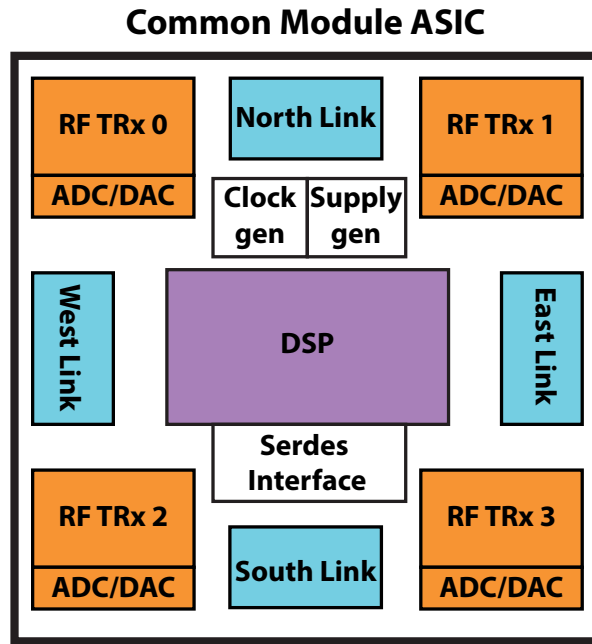 Common Module ASIC
RF TRx 0
North Link
RF TRx 1
ADC/DAC
Clock
gen
Supply
gen
ADC/DAC
West Link
DSP
East Link
Serdes
Interface
RF TRx 2
RF TRx 3
ADC/DAC
South Link
ADC/DAC